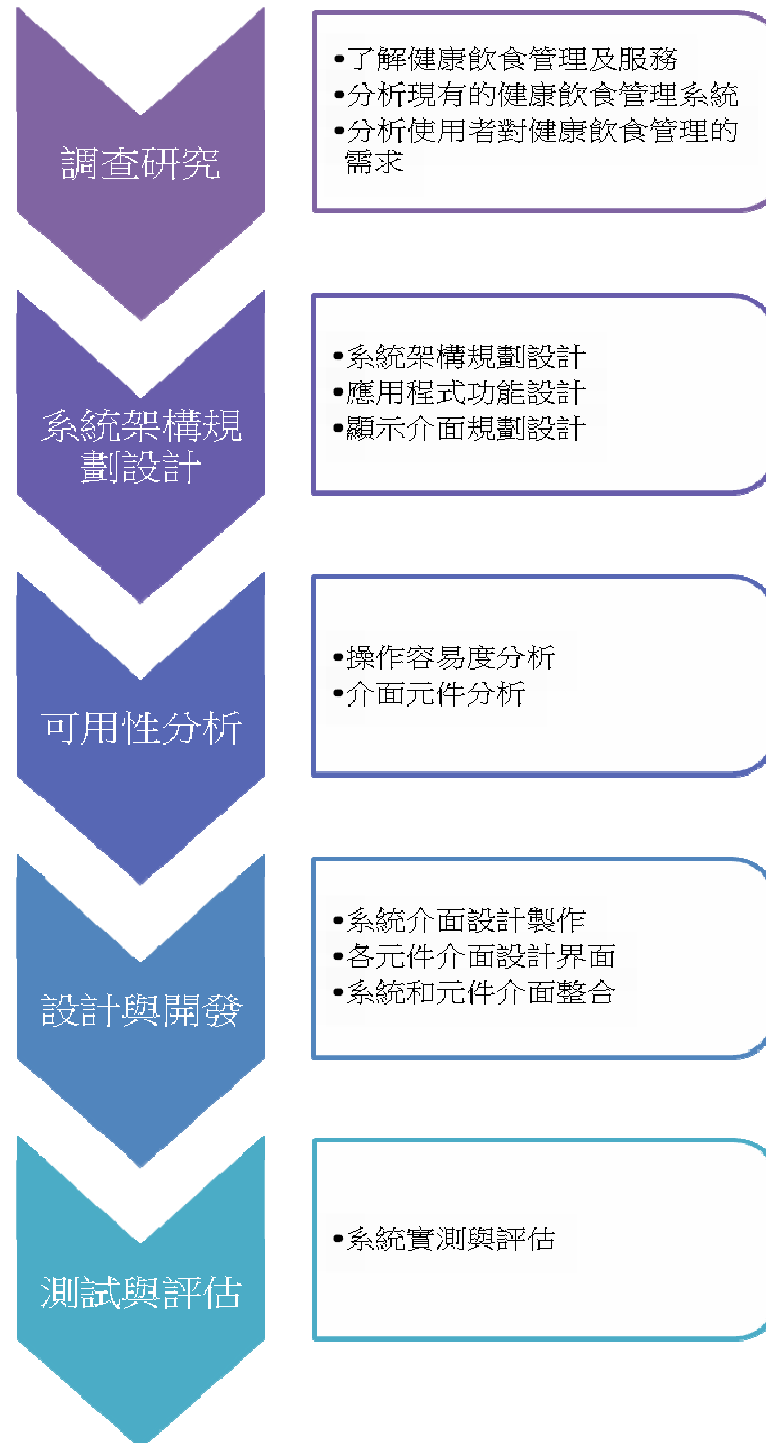 調查研究
•了解健康飲食管理及服務
•分析現有的健康飲食管理系統
•分析使用者對健康飲食管理的
需求
系統架構規
劃設計
•系統架構規劃設計
•應用程式功能設計
•顯示介面規劃設計
可用性分析
•操作容易度分析
•介面元件分析
設計與開發
•系統介面設計製作
•各元件介面設計界面
•系統和元件介面整合
測試與評估
•系統實測與評估